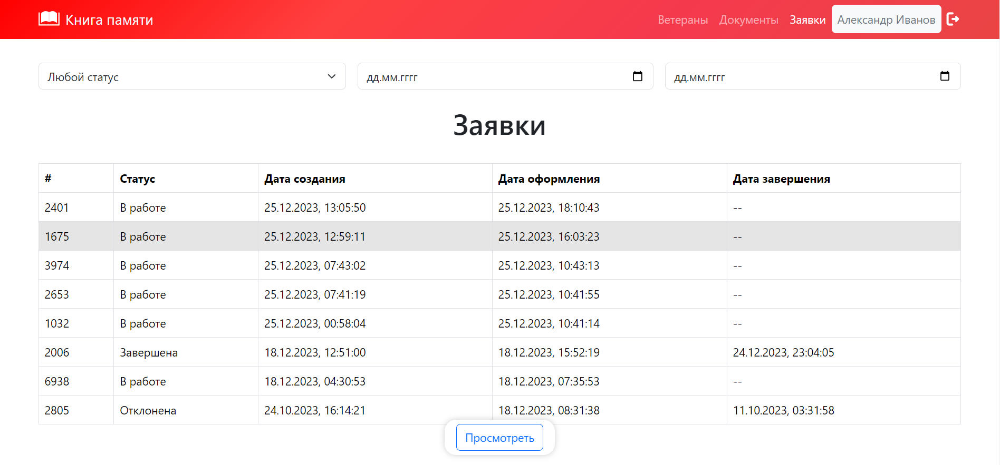 Книга памяти
Ветераны Документы Заявки Александр Иванов
Любой статус дд.мм.гггг дд.мм.гггг
Заявки
# Статус Дата создания Дата оформления Дата завершения
2401 В работе 25.12.2023, 13:05:50 25.12.2023, 18:10:43 --
1675 В работе 25.12.2023, 12:59:11 25.12.2023, 16:03:23 --
3974 В работе 25.12.2023, 07:43:02 25.12.2023, 10:43:13 --
2653 В работе 25.12.2023, 07:41:19 25.12.2023, 10:41:55 --
1032 В работе 25.12.2023, 00:58:04 25.12.2023, 10:41:14 --
2006 Завершена 18.12.2023, 12:51:00 18.12.2023, 15:52:19 24.12.2023, 23:04:05
6938 В работе 18.12.2023, 04:30:53 18.12.2023, 07:35:53 --
2805 Отклонена 24.10.2023, 16:14:21 18.12.2023, 08:31:38 11.10.2023, 03:31:58
Просмотреть